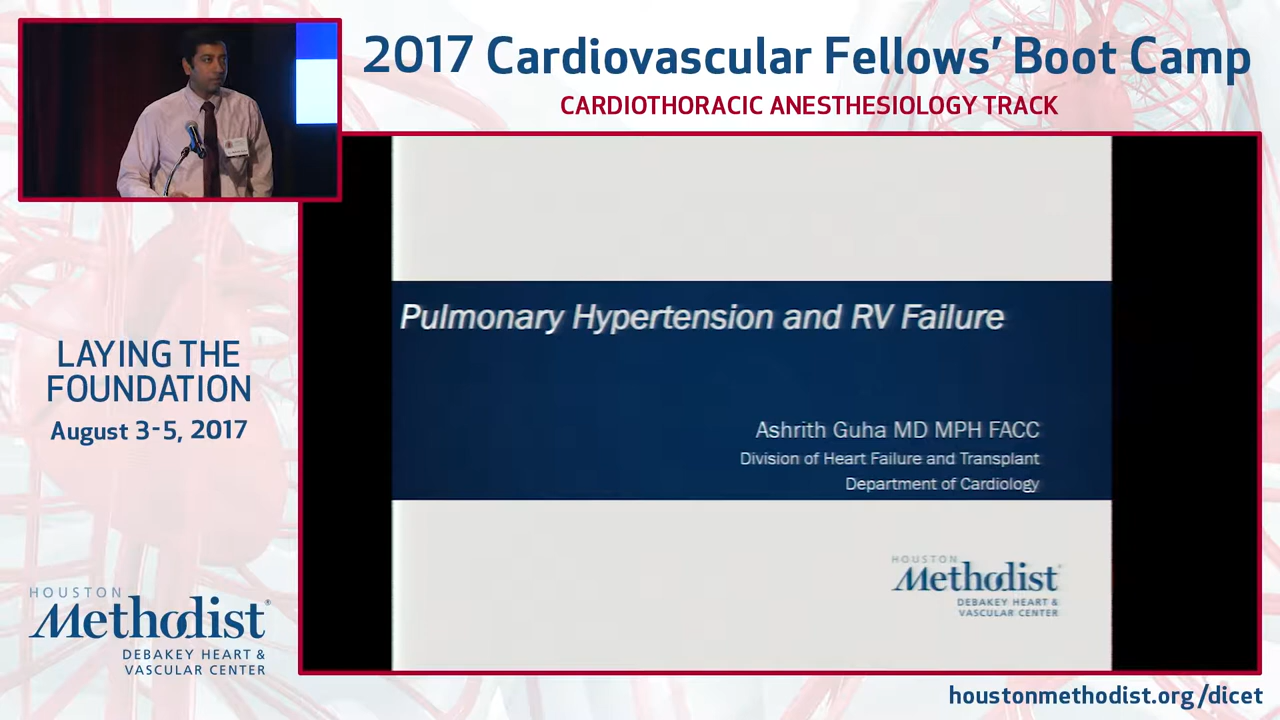 2017 Cardiovascular Fellows’ Boot Camp
CARDIOTHORACIC ANESTHESIOLOGY TRACK
Pulmonary Hypertension and RV Failure
Ashrith Guha MD MPH FACC
Division of Heart Failure and Transplant
Department of Cardiology
HOUSTON
Methodist
DEBAKEY HEART &
VASCULAR CENTER
LAYING THE
FOUNDATION
August 3-5, 2017
HOUSTON
Methodist®
DEBAKEY HEART &
VASCULAR CENTER
houstonmethodist.org/dicet